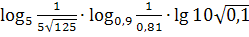 log₅ 1/(5√125) · log₀,₉ 1/0,81 · lg 10√0,1